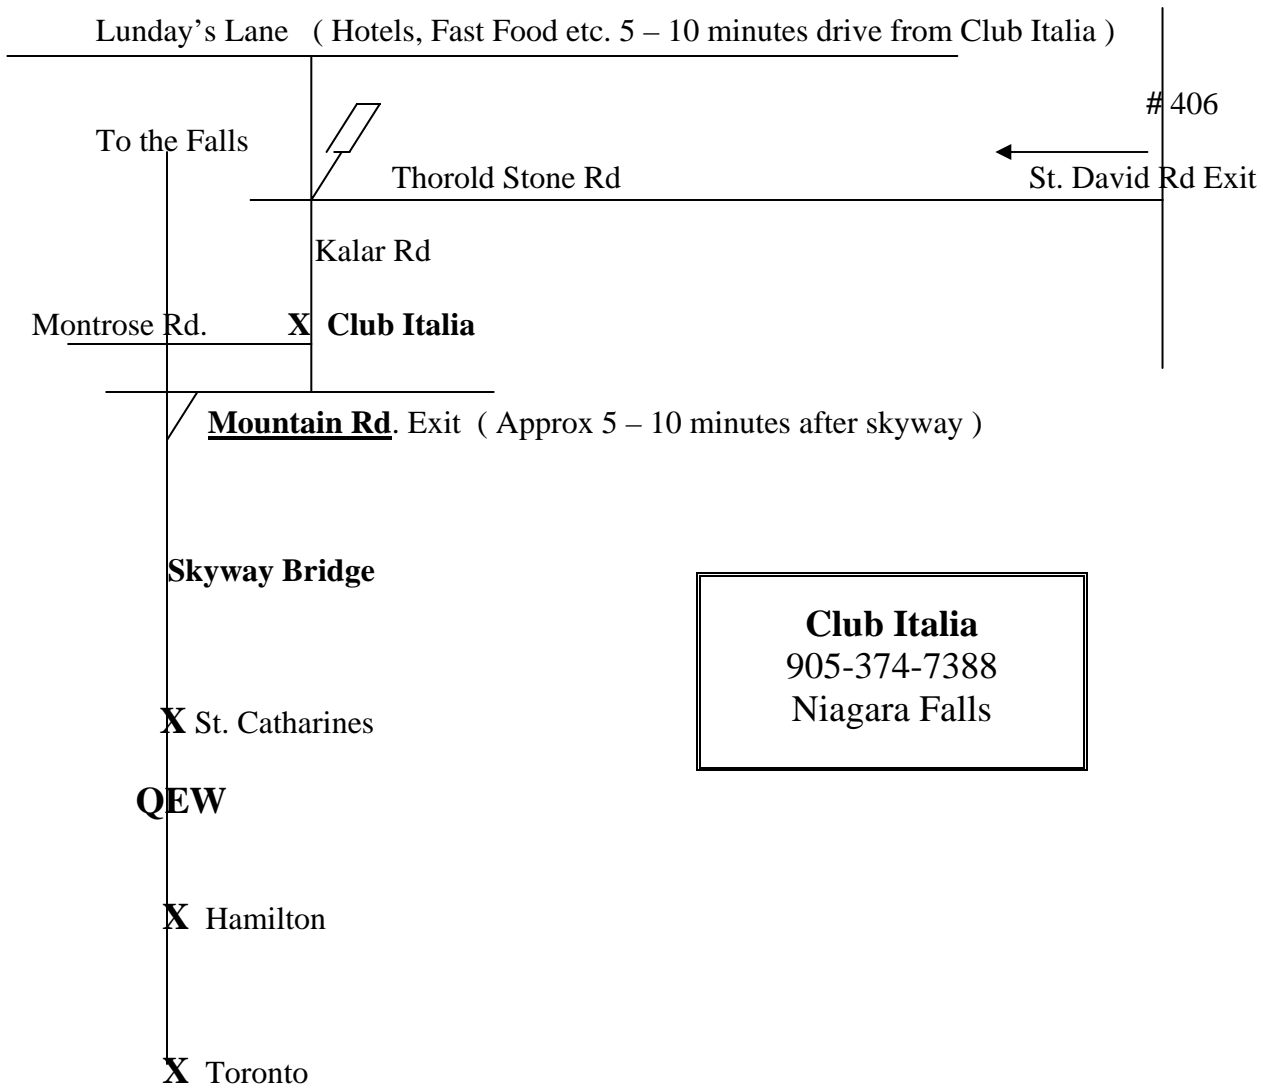 Lunday’s Lane ( Hotels, Fast Food etc. 5 – 10 minutes drive from Club Italia )
# 406
To the Falls
Thorold Stone Rd
St. David Rd Exit
Kalar Rd
Montrose Rd.
X Club Italia
Mountain Rd. Exit ( Approx 5 – 10 minutes after skyway )
Skyway Bridge
Club Italia
905-374-7388
Niagara Falls
X St. Catharines
QEW
X Hamilton
X Toronto